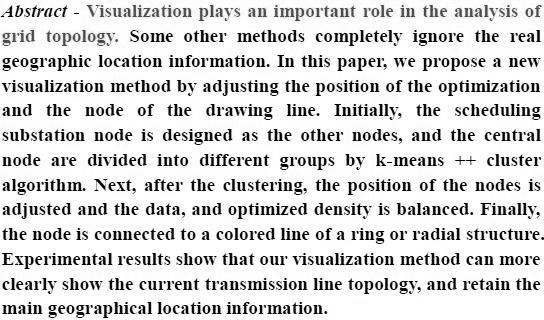 Abstract - Visualization plays an important role in the analysis of
grid topology. Some other methods completely ignore the real
geographic location information. In this paper, we propose a new
visualization method by adjusting the position of the optimization
and the node of the drawing line. Initially, the scheduling
substation node is designed as the other nodes, and the central
node are divided into different groups by k-means ++ cluster
algorithm. Next, after the clustering, the position of the nodes is
adjusted and the data, and optimized density is balanced. Finally,
the node is connected to a colored line of a ring or radial structure.
Experimental results show that our visualization method can more
clearly show the current transmission line topology, and retain the
main geographical location information.